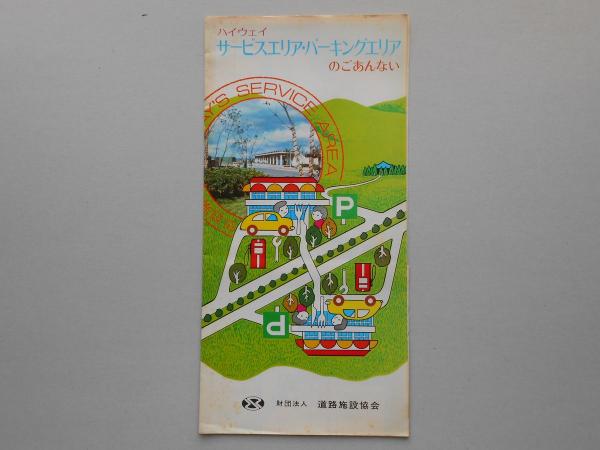 ハイウェイ
サービスエリア・パーキングエリア
のごあんない
Y'S SERVICE AREA
P
P
財団法人 道路施設協会